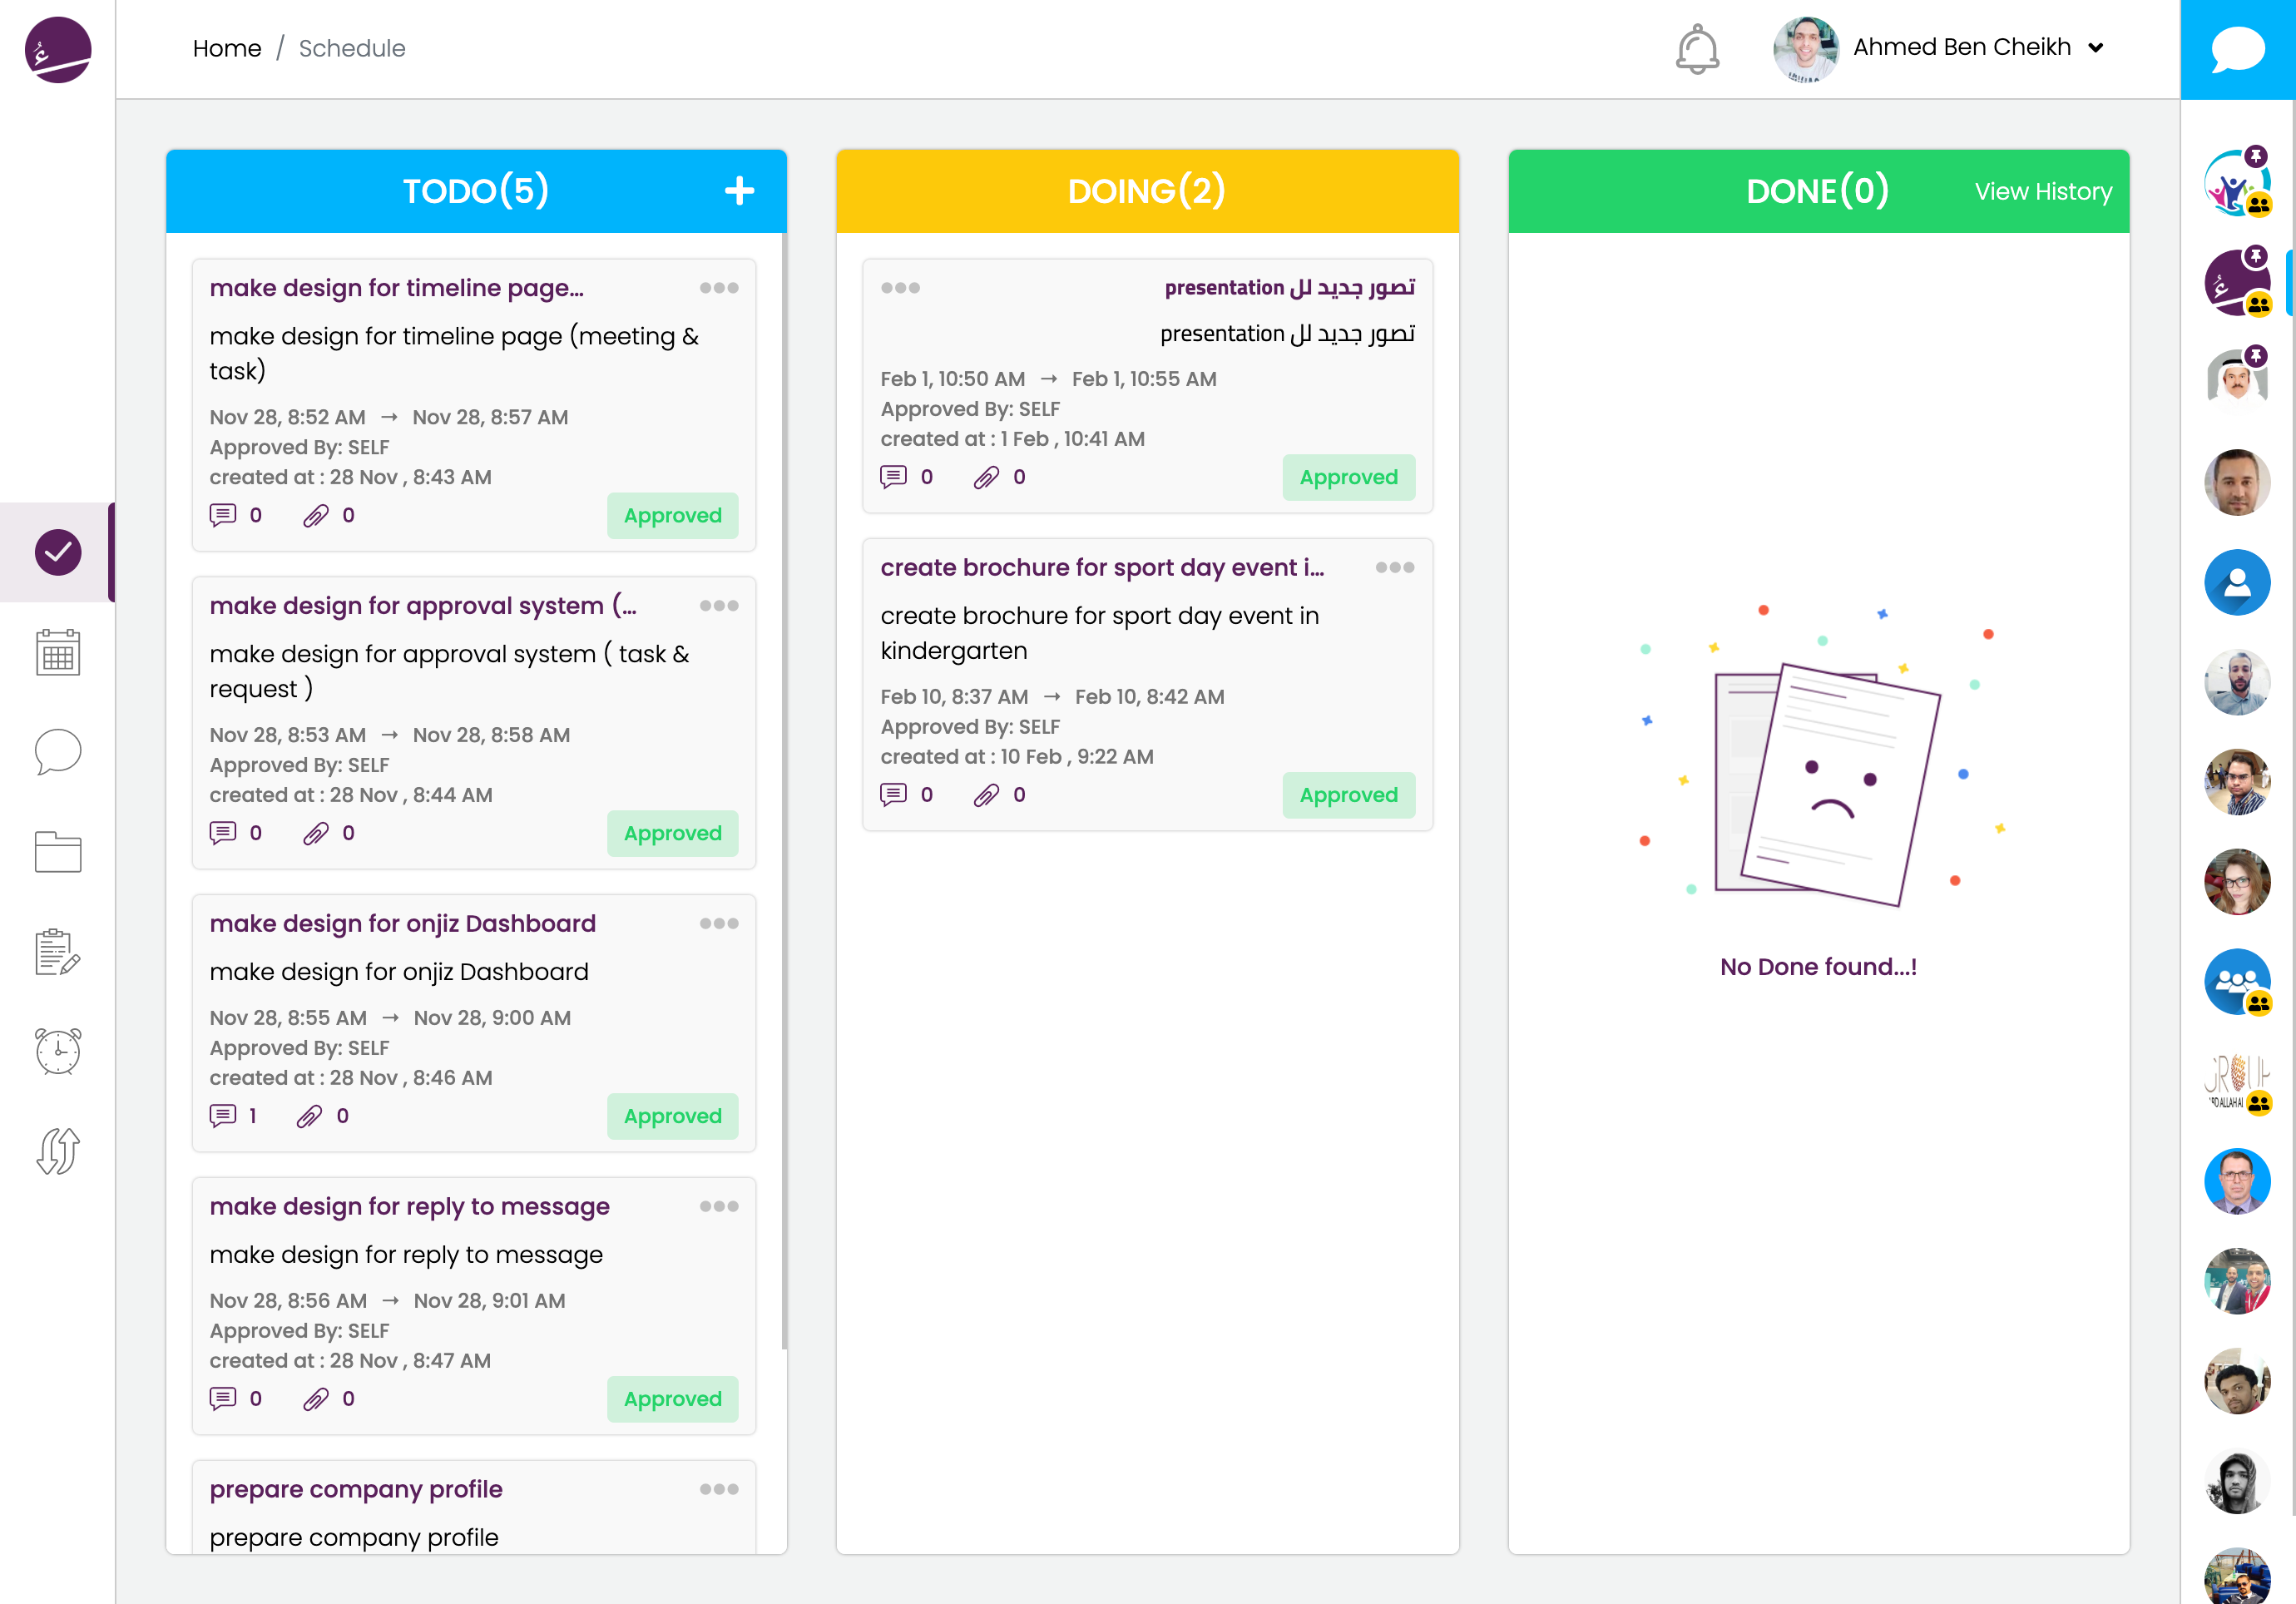 Home / Schedule
Ahmed Ben Cheikh
TODO(5)
make design for timeline page...
make design for timeline page (meeting &
task)
Nov 28, 8:52 AM → Nov 28, 8:57 AM
Approved By: SELF
created at : 28 Nov , 8:43 AM
0 0 Approved
make design for approval system (...
make design for approval system ( task &
request )
Nov 28, 8:53 AM → Nov 28, 8:58 AM
Approved By: SELF
created at : 28 Nov , 8:44 AM
0 0 Approved
make design for onjiz Dashboard
make design for onjiz Dashboard
Nov 28, 8:55 AM → Nov 28, 9:00 AM
Approved By: SELF
created at : 28 Nov , 8:46 AM
1 0 Approved
make design for reply to message
make design for reply to message
Nov 28, 8:56 AM → Nov 28, 9:01 AM
Approved By: SELF
created at : 28 Nov , 8:47 AM
0 0 Approved
prepare company profile
prepare company profile
DOING(2)
تصور جديد لل presentation
تصور جديد لل presentation
Feb 1, 10:50 AM → Feb 1, 10:55 AM
Approved By: SELF
created at : 1 Feb , 10:41 AM
0 0 Approved
create brochure for sport day event i...
create brochure for sport day event in
kindergarten
Feb 10, 8:37 AM → Feb 10, 8:42 AM
Approved By: SELF
created at : 10 Feb , 9:22 AM
0 0 Approved
DONE(0) View History
No Done found...!